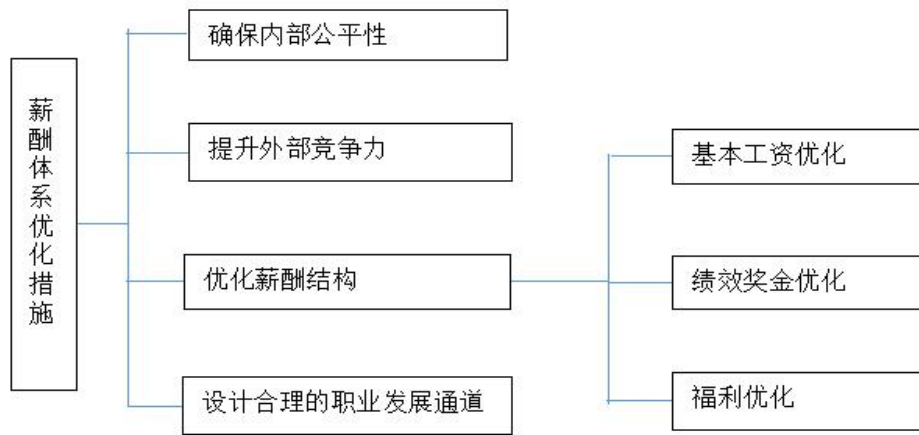 薪酬体系优化措施
确保内部公平性
提升外部竞争力
优化薪酬结构
设计合理的职业发展通道
基本工资优化
绩效奖金优化
福利优化